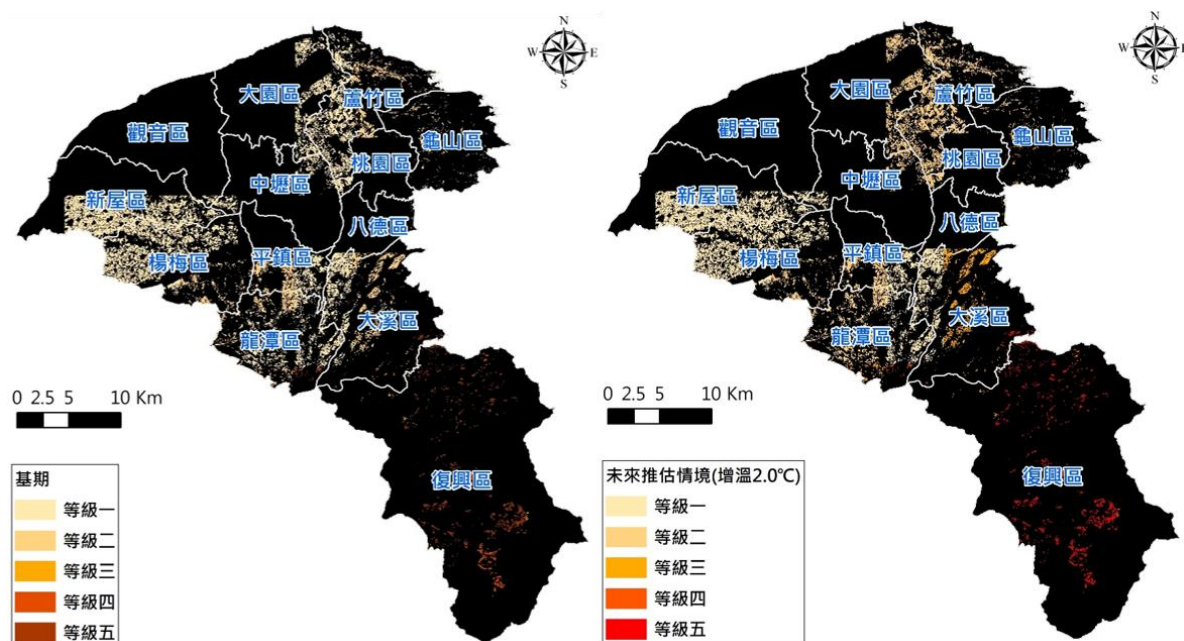 N
W E
S
大園區
蘆竹區
觀音區
龜山區
桃園區
中壢區
新屋區
八德區
平鎮區
楊梅區
大溪區
龍潭區
0 2.5 5 10 Km
復興區
基期
等級一
等級二
等級三
等級四
等級五
N
W E
S
大園區
蘆竹區
觀音區
龜山區
桃園區
中壢區
新屋區
八德區
平鎮區
楊梅區
大溪區
龍潭區
0 2.5 5 10 Km
復興區
未來推估情境(增溫2.0℃)
等級一
等級二
等級三
等級四
等級五